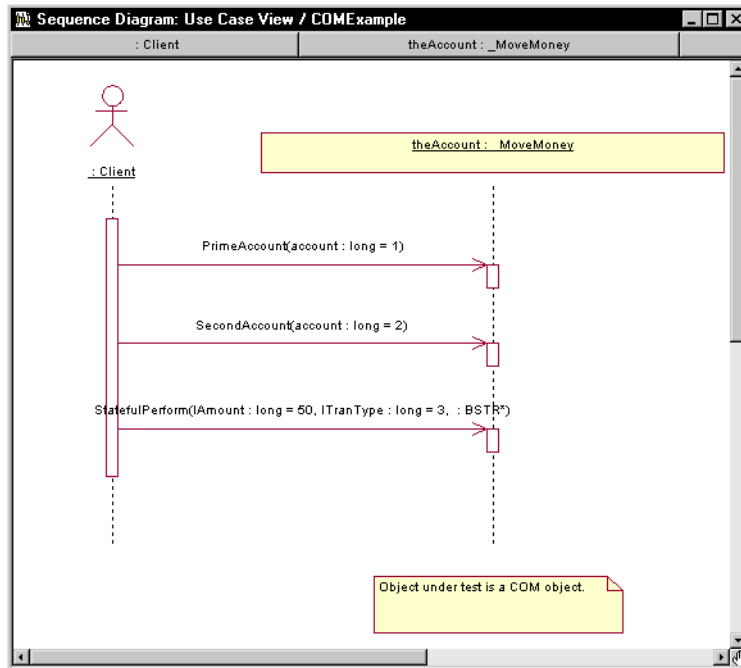 Sequence Diagram: Use Case View / COMExample
: Client
theAccount : _MoveMoney
theAccount : _MoveMoney
: Client
PrimeAccount(account : long = 1)
SecondAccount(account : long = 2)
StatefulPerform(lAmount : long = 50, lTranType : long = 3,  : BSTR*)
Object under test is a COM object.